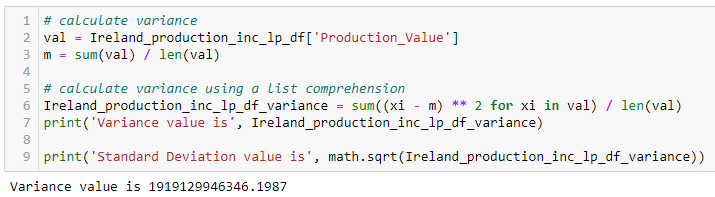 1 # calculate variance
2 val = Ireland_production_inc_lp_df['Production_Value']
3 m = sum(val) / len(val)
4
5 # calculate variance using a list comprehension
6 Ireland_production_inc_lp_df_variance = sum((xi - m) ** 2 for xi in val) / len(val)
7 print('Variance value is', Ireland_production_inc_lp_df_variance)
8
9 print('Standard Deviation value is', math.sqrt(Ireland_production_inc_lp_df_variance))
Variance value is 1919129946346.1987